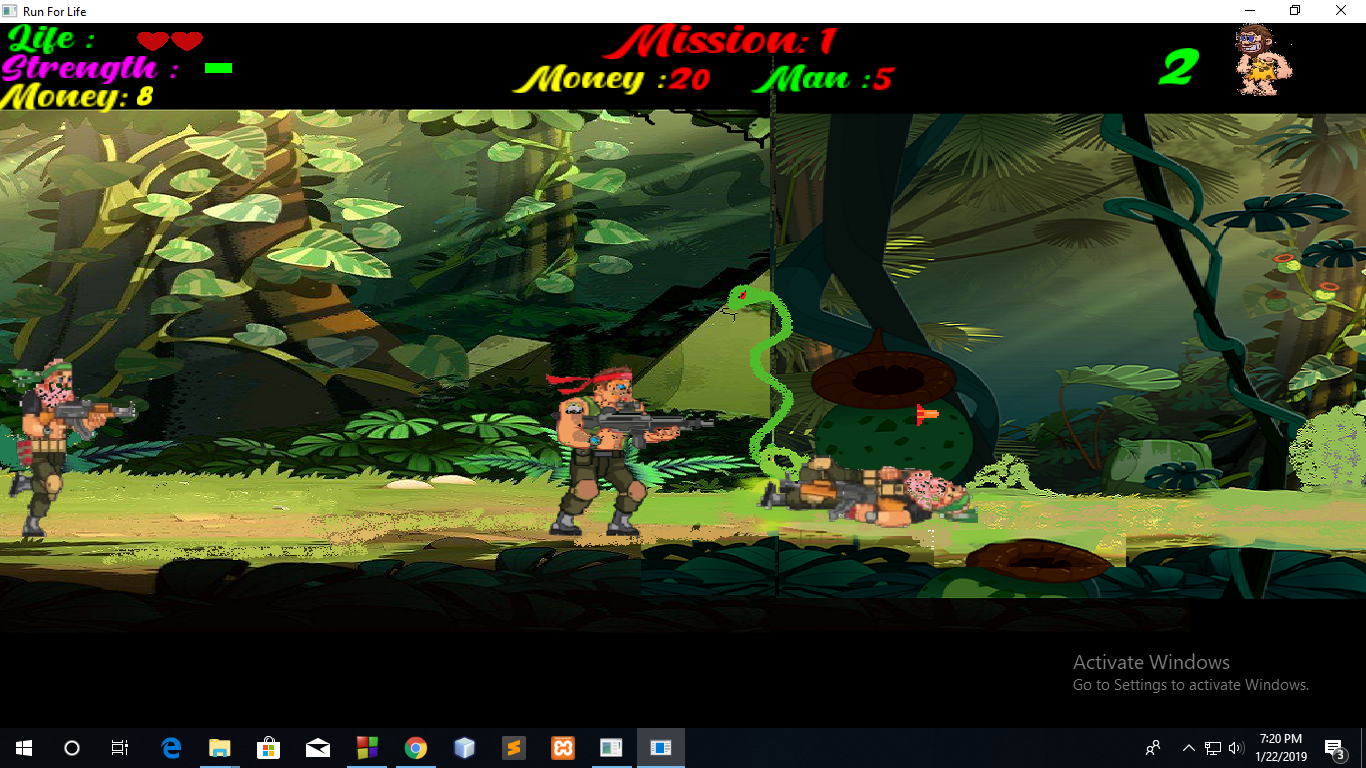 Run For Life
Life :
Strength :
Money: 8
Mission: 1
Money :20 Man :5
2
Activate Windows
Go to Settings to activate Windows.
7:20 PM
1/22/2019
3